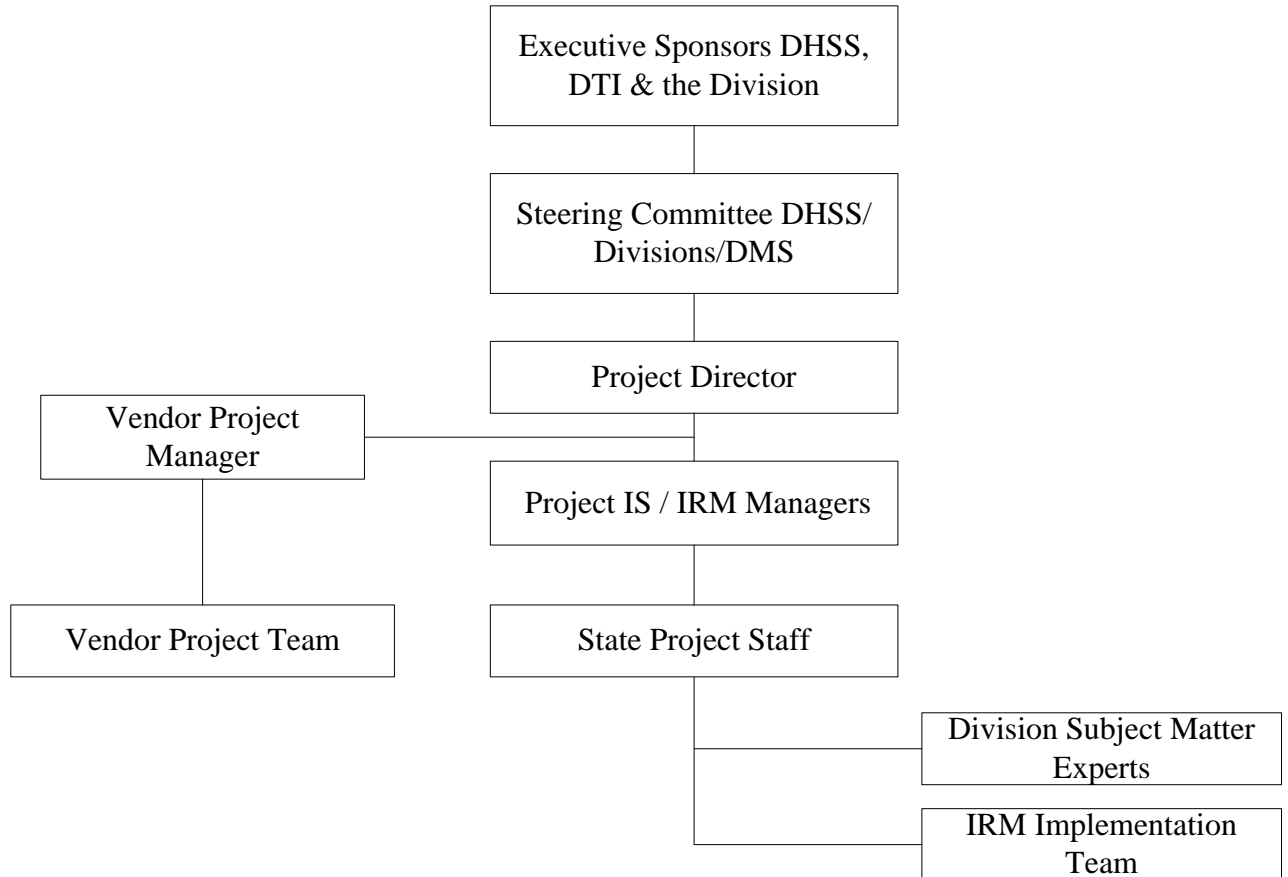 Executive Sponsors DHSS,
DTI & the Division
Steering Committee DHSS/
Divisions/DMS
Project Director
Vendor Project
Manager
Project IS / IRM Managers
Vendor Project Team
State Project Staff
Division Subject Matter
Experts
IRM Implementation
Team